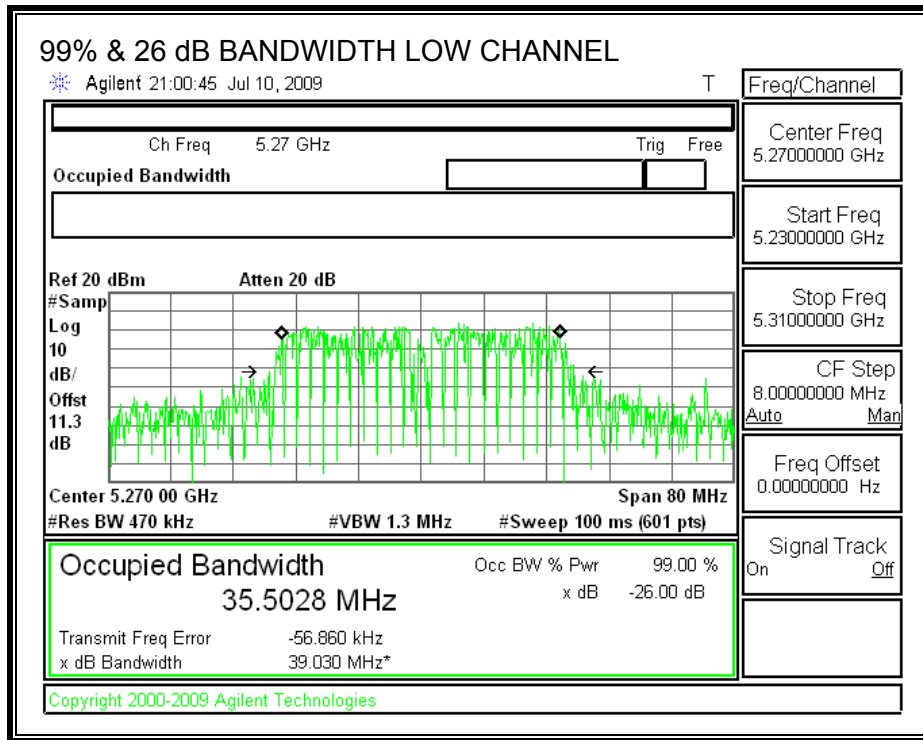 99% & 26 dB BANDWIDTH LOW CHANNEL
Agilent 21:00:45 Jul 10, 2009 T
Freq/Channel
Ch Freq 5.27 GHz Trig Free
Occupied Bandwidth
Center Freq
5.27000000 GHz
Start Freq
5.23000000 GHz
Stop Freq
5.31000000 GHz
CF Step
8.00000000 MHz
Auto Man
Freq Offset
0.00000000 Hz
Signal Track
On Off
Ref 20 dBm Atten 20 dB
#Samp
Log
10
dB/
Offst
11.3
dB
Center 5.270 00 GHz Span 80 MHz
#Res BW 470 kHz #VBW 1.3 MHz #Sweep 100 ms (601 pts)
Occupied Bandwidth Occ BW % Pwr 99.00 %
35.5028 MHz x dB -26.00 dB
Transmit Freq Error -56.860 kHz
x dB Bandwidth 39.030 MHz*
Copyright 2000-2009 Agilent Technologies